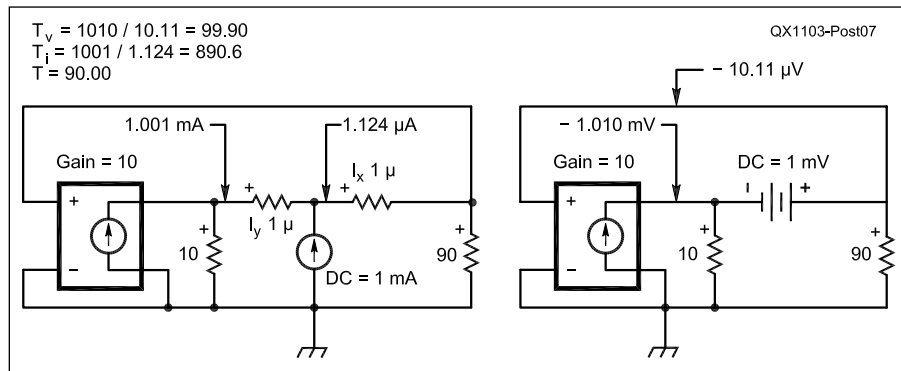 T_v = 1010 / 10.11 = 99.90
T_i = 1001 / 1.124 = 890.6
T = 90.00
QX1103-Post07
− 10.11 µV
1.001 mA
1.124 µA
− 1.010 mV
Gain = 10
I_x 1 µ
I_y 1 µ
+
−
+
+
+
10
DC = 1 mA
+
90
Gain = 10
DC = 1 mV
+
−
+
10
-
+
+
90